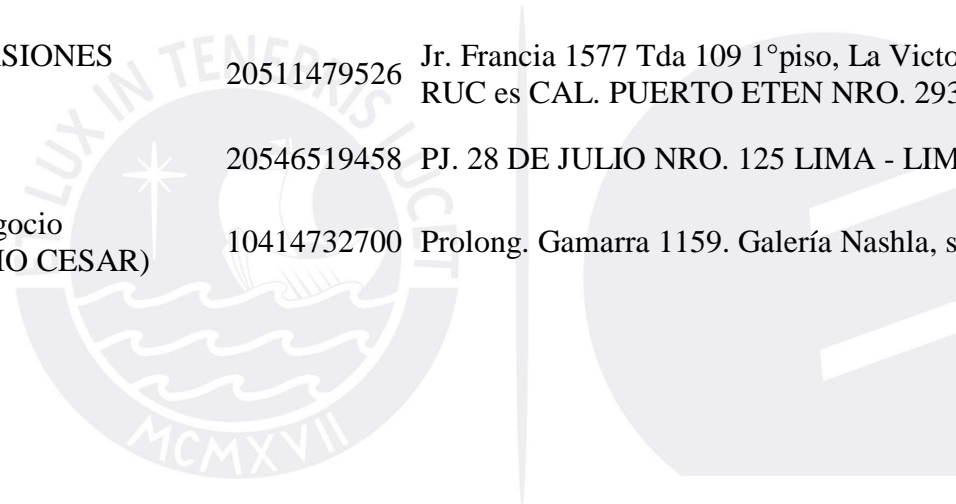 SIONES
20511479526
Jr. Francia 1577 Tda 109 1°piso, La Victo
RUC es CAL. PUERTO ETEN NRO. 293
20546519458 PJ. 28 DE JULIO NRO. 125 LIMA - LIM
gocio
IO CESAR)
10414732700 Prolong. Gamarra 1159. Galería Nashla, s
LUX IN TENEBRIS LUCET
MCMXVII